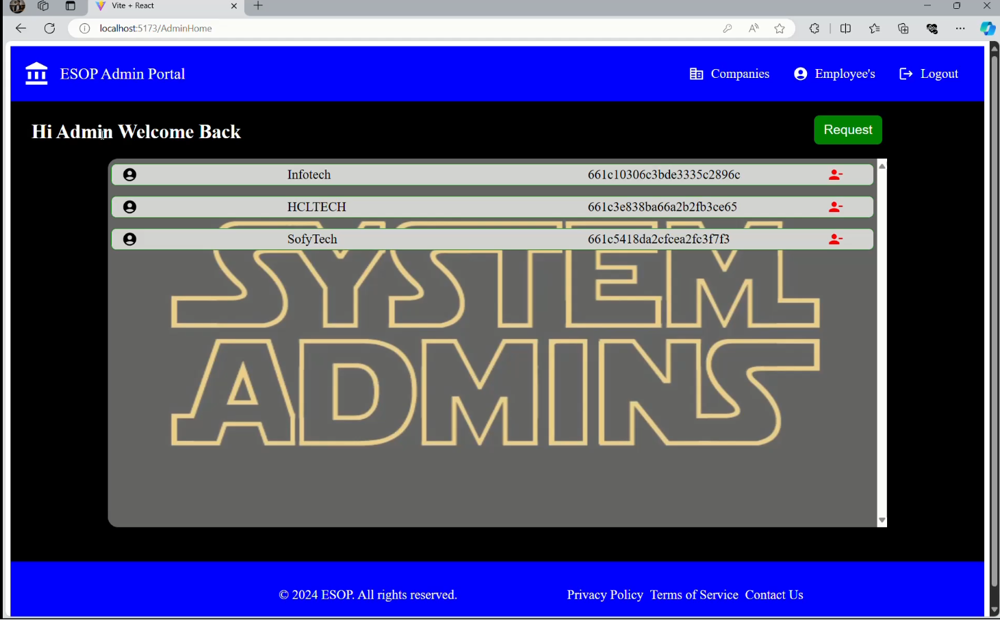 Vite + React
localhost:5173/AdminHome
ESOP Admin Portal
Companies
Employee's
Logout
Hi Admin Welcome Back
Request
Infotech 661c10306c3bde3335c2896c
HCLTECH 661c3e838ba66a2b2fb3ce65
SofyTech 661c5418da2cfcea2fc3f7f3
SYSTEM
ADMINS
© 2024 ESOP. All rights reserved.
Privacy Policy Terms of Service Contact Us